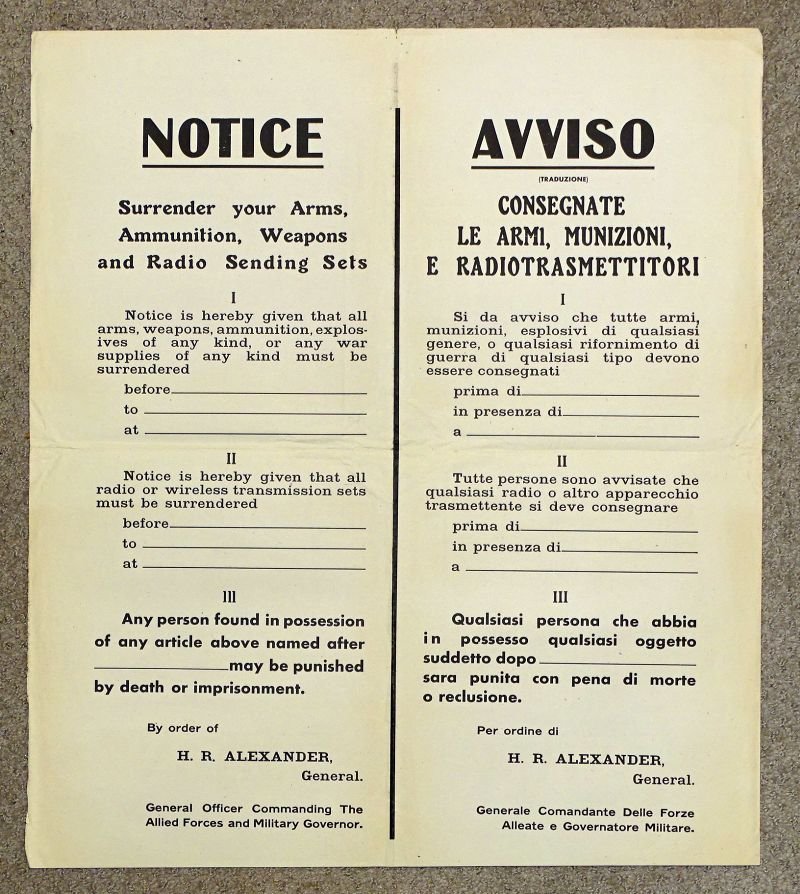 NOTICE
Surrender your Arms,
Ammunition, Weapons
and Radio Sending Sets
I
Notice is hereby given that all
arms, weapons, ammunition, explos-
ives of any kind, or any war
supplies of any kind must be
surrendered
before
to
at
II
Notice is hereby given that all
radio or wireless transmission sets
must be surrendered
before
to
at
III
Any person found in possession
of any article above named after
may be punished
by death or imprisonment.
By order of
H. R. ALEXANDER,
General.
General Officer Commanding The
Allied Forces and Military Governor.
AVVISO
(TRADUZIONE)
CONSEGNATE
LE ARMI, MUNIZIONI,
E RADIOTRASMETTITORI
I
Si da avviso che tutte armi,
munizioni, esplosivi di qualsiasi
genere, o qualsiasi rifornimento di
guerra di qualsiasi tipo devono
essere consegnati
prima di
in presenza di
a
II
Tutte persone sono avvisate che
qualsiasi radio o altro apparecchio
trasmettente si deve consegnare
prima di
in presenza di
a
III
Qualsiasi persona che abbia
in possesso qualsiasi oggetto
suddetto dopo
sara punita con pena di morte
o reclusione.
Per ordine di
H. R. ALEXANDER,
General.
Generale Comandante Delle Forze
Alleate e Governatore Militare.